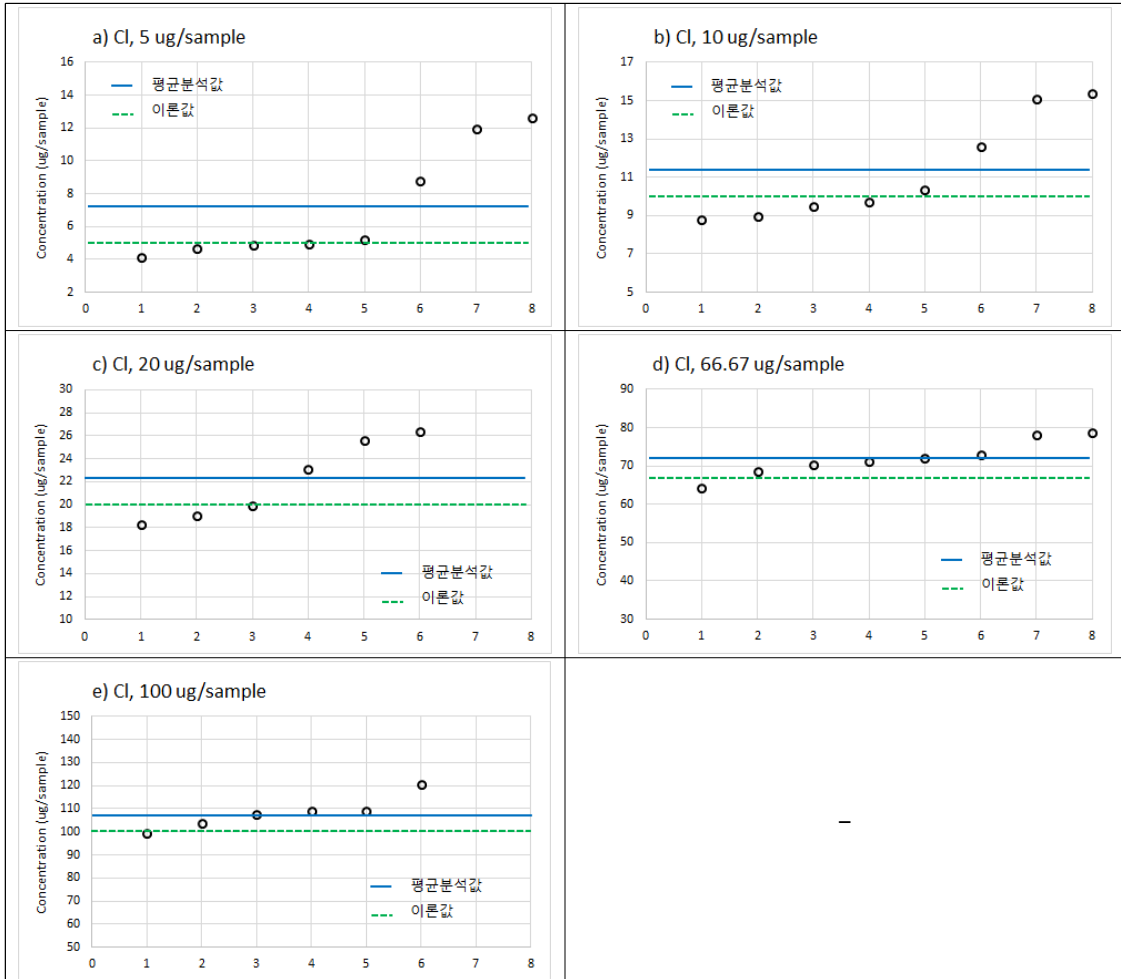 a) Cl, 5 ug/sample
Concentration (ug/sample)
16
14
12
10
8
6
4
2
평균분석값
이론값
0 1 2 3 4 5 6 7 8
b) Cl, 10 ug/sample
Concentration (ug/sample)
17
15
13
11
9
7
5
평균분석값
이론값
0 1 2 3 4 5 6 7 8
c) Cl, 20 ug/sample
Concentration (ug/sample)
30
28
26
24
22
20
18
16
14
12
10
평균분석값
이론값
0 1 2 3 4 5 6 7 8
d) Cl, 66.67 ug/sample
Concentration (ug/sample)
90
80
70
60
50
40
30
평균분석값
이론값
0 1 2 3 4 5 6 7 8
e) Cl, 100 ug/sample
Concentration (ug/sample)
150
140
130
120
110
100
90
80
70
60
50
평균분석값
이론값
0 1 2 3 4 5 6 7 8
–